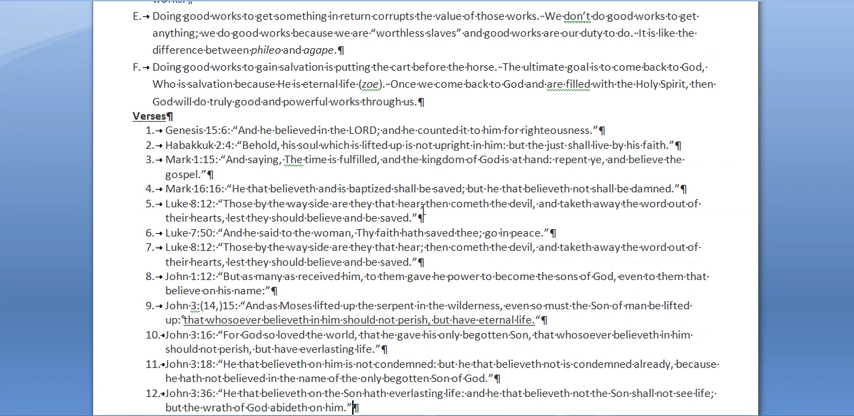 E. Doing good works to get something in return corrupts the value of those works. We don't do good works to get
anything; we do good works because we are "worthless slaves" and good works are our duty to do. It is like the
difference between phileo and agape.
F. Doing good works to gain salvation is putting the cart before the horse. The ultimate goal is to come back to God,
Who is salvation because He is eternal life (zoe). Once we come back to God and are filled with the Holy Spirit, then
God will do truly good and powerful works through us.
Verses
1. Genesis 15:6: "And he believed in the LORD; and he counted it to him for righteousness."
2. Habakkuk 2:4: "Behold, his soul which is lifted up is not upright in him: but the just shall live by his faith."
3. Mark 1:15: "And saying, The time is fulfilled, and the kingdom of God is at hand: repent ye, and believe the
gospel."
4. Mark 16:16: "He that believeth and is baptized shall be saved; but he that believeth not shall be damned."
5. Luke 8:12: "Those by the way side are they that hear; then cometh the devil, and taketh away the word out of
their hearts, lest they should believe and be saved."
6. Luke 7:50: "And he said to the woman, Thy faith hath saved thee; go in peace."
7. Luke 8:12: "Those by the way side are they that hear; then cometh the devil, and taketh away the word out of
their hearts, lest they should believe and be saved."
8. John 1:12: "But as many as received him, to them gave he power to become the sons of God, even to them that
believe on his name:"
9. John 3:(14,)15: "And as Moses lifted up the serpent in the wilderness, even so must the Son of man be lifted
up: that whosoever believeth in him should not perish, but have eternal life."
10. John 3:16: "For God so loved the world, that he gave his only begotten Son, that whosoever believeth in him
should not perish, but have everlasting life."
11. John 3:18: "He that believeth on him is not condemned: but he that believeth not is condemned already, because
he hath not believed in the name of the only begotten Son of God."
12. John 3:36: "He that believeth on the Son hath everlasting life: and he that believeth not the Son shall not see life;
but the wrath of God abideth on him."